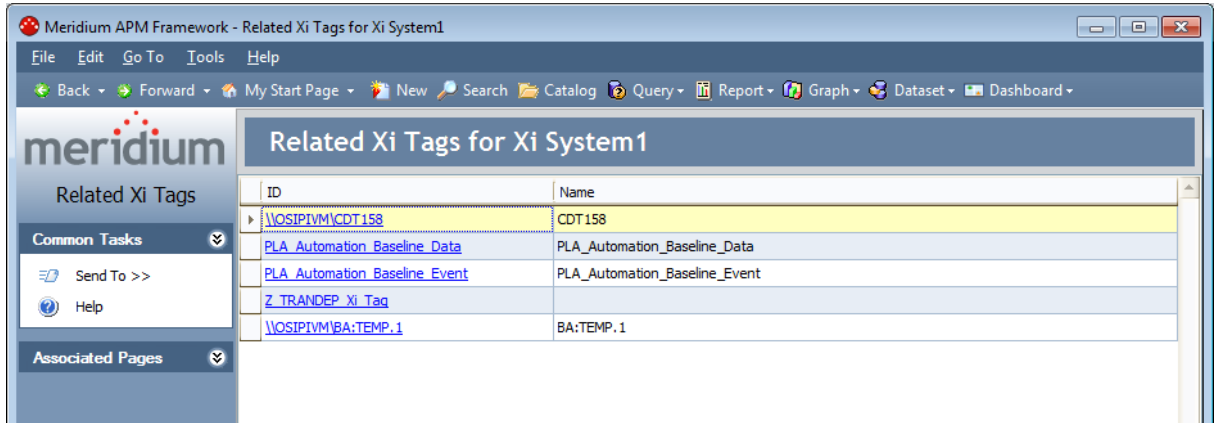 Meridium APM Framework - Related Xi Tags for Xi System1
File Edit Go To Tools Help
Back Forward My Start Page New Search Catalog Query Report Graph Dataset Dashboard
meridium
Related Xi Tags for Xi System1
Related Xi Tags
ID Name
\\OSIPIVM\CDT158 CDT158
Common Tasks
PLA_Automation_Baseline_Data PLA_Automation_Baseline_Data
Send To >>
PLA_Automation_Baseline_Event PLA_Automation_Baseline_Event
Help
Z_TRANDEP Xi Tag
\\OSIPIVM\BA:TEMP.1 BA:TEMP.1
Associated Pages